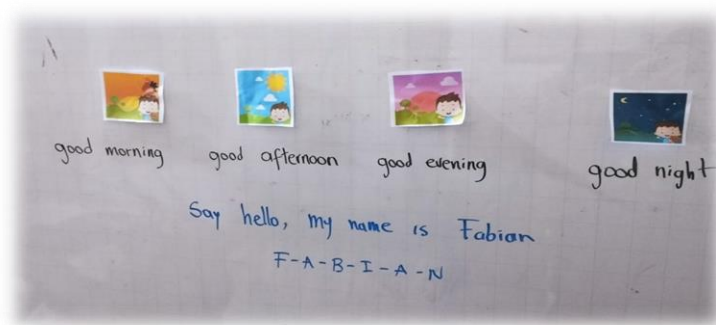 good morning good afternoon good evening good night
Say hello, my name is Fabian
F-A-B-I-A-N